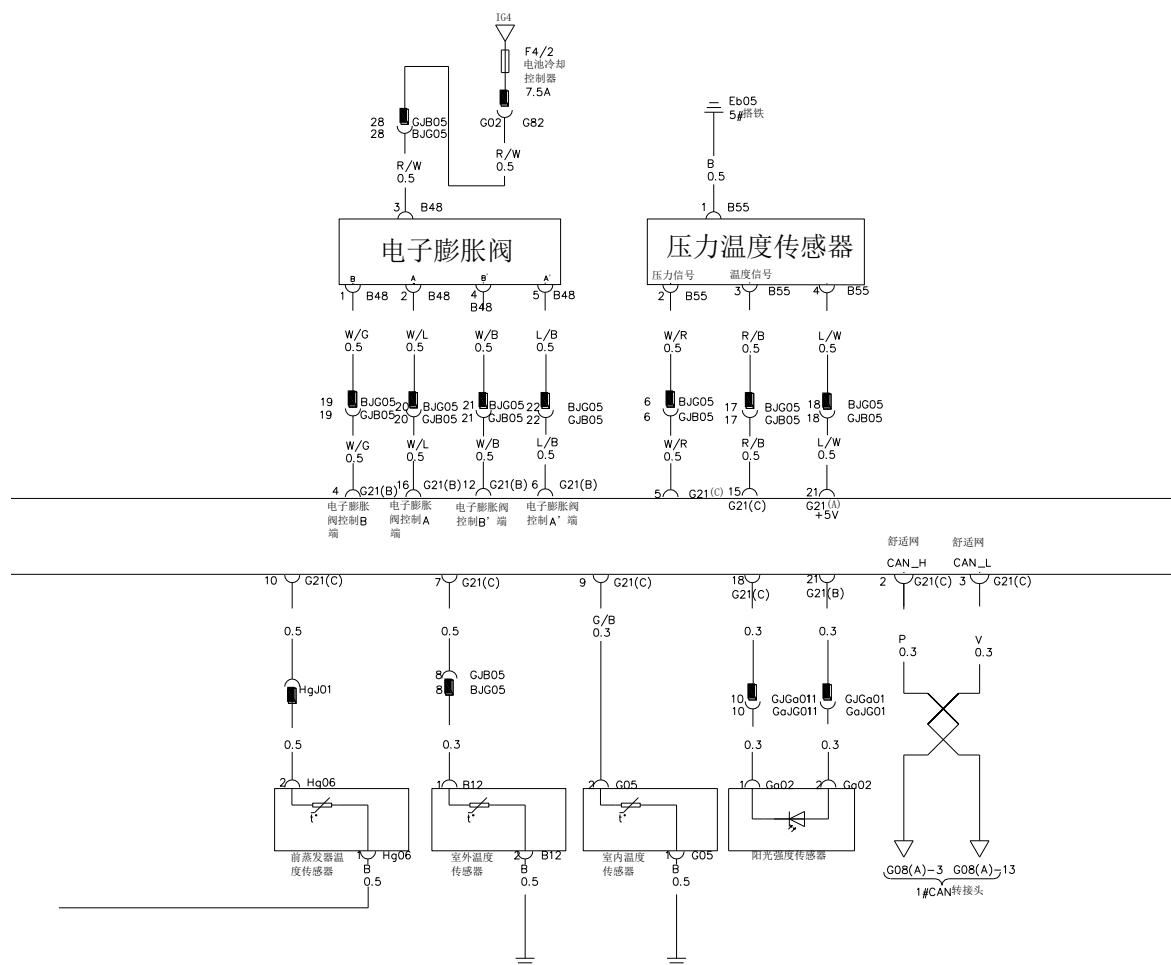 IG4
F4/2
电池冷却
控制器
7.5A
28 GJB05
28 BJG05
G02 G82
R/W
0.5
R/W
0.5
3 B48
Eb05
5#搭铁
B
0.5
1 B55
电子膨胀阀
B A B' A'
压力温度传感器
压力信号 温度信号
1 B48
2 B48
4
B48
5 B48
2 B55
3 B55
4 B55
W/G
0.5
W/L
0.5
W/B
0.5
L/B
0.5
W/R
0.5
R/B
0.5
L/W
0.5
19 BJG05
19 GJB05
20 BJG05
20 GJB05
21 BJG05
21 GJB05
22 BJG05
22 GJB05
6 BJG05
6 GJB05
17 BJG05
17 GJB05
18 BJG05
18 GJB05
W/G
0.5
W/L
0.5
W/B
0.5
L/B
0.5
W/R
0.5
R/B
0.5
L/W
0.5
4 G21(B)
16 G21(B)
12 G21(B)
6 G21(B)
5 G21(C)
15
G21(C)
21
G21(A)
+5V
电子膨胀
阀控制B
端
电子膨胀
阀控制A
端
电子膨胀阀
控制B' 端
电子膨胀阀
控制A' 端
舒适网
CAN_H
舒适网
CAN_L
10 G21(C)
7 G21(C)
9 G21(C)
18
G21(C)
21
G21(B)
2 G21(C)
3 G21(C)
0.5
0.5
G/B
0.3
0.3
0.3
P
0.3
V
0.3
HgJ01
8 GJB05
8 BJG05
10 GJGa011
10 GaJG011
GJGa01
GaJG01
0.5
0.3
0.3
0.3
2 Hg06
1 B12
2 G05
1 Ga02
2 Ga02
t°
t°
t°
前蒸发器温
度传感器
1 Hg06
室外温度
传感器
2 B12
室内温度
传感器
1 G05
阳光强度传感器
B
0.5
B
0.5
B
0.5
G08(A)-3 G08(A)-13
1#CAN转接头